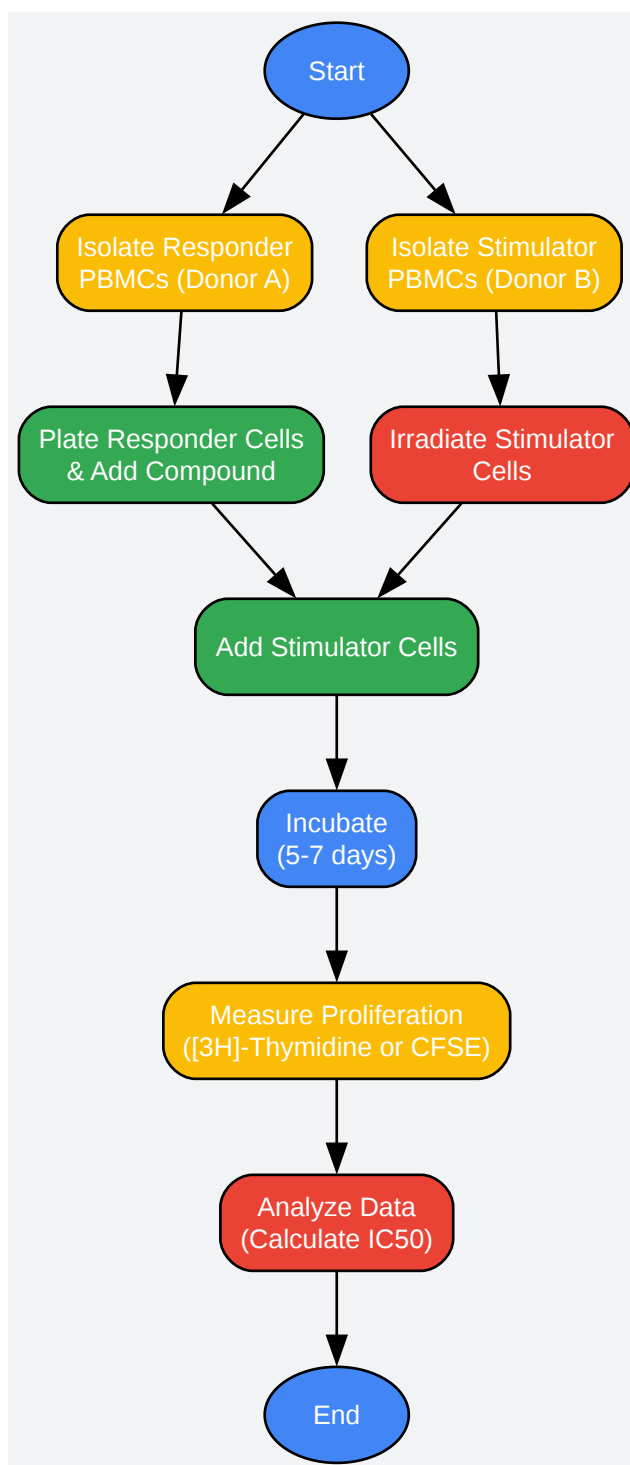 Start
Isolate Responder
PBMCs (Donor A)
Isolate Stimulator
PBMCs (Donor B)
Plate Responder Cells
& Add Compound
Irradiate Stimulator
Cells
Add Stimulator Cells
Incubate
(5-7 days)
Measure Proliferation
([3H]-Thymidine or CFSE)
Analyze Data
(Calculate IC50)
End